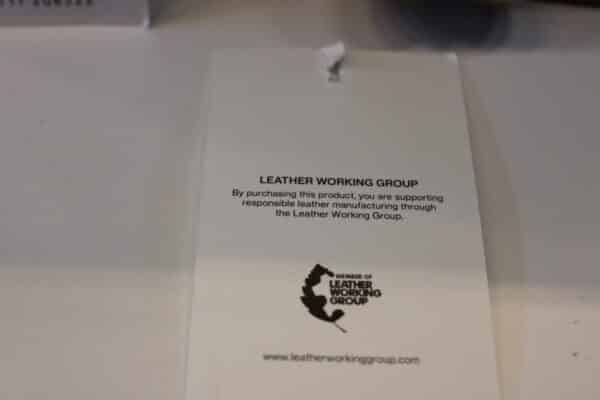 LEATHER WORKING GROUP
By purchasing this product, you are supporting
responsible leather manufacturing through
the Leather Working Group.
MEMBER OF
LEATHER
WORKING
GROUP
www.leatherworkinggroup.com